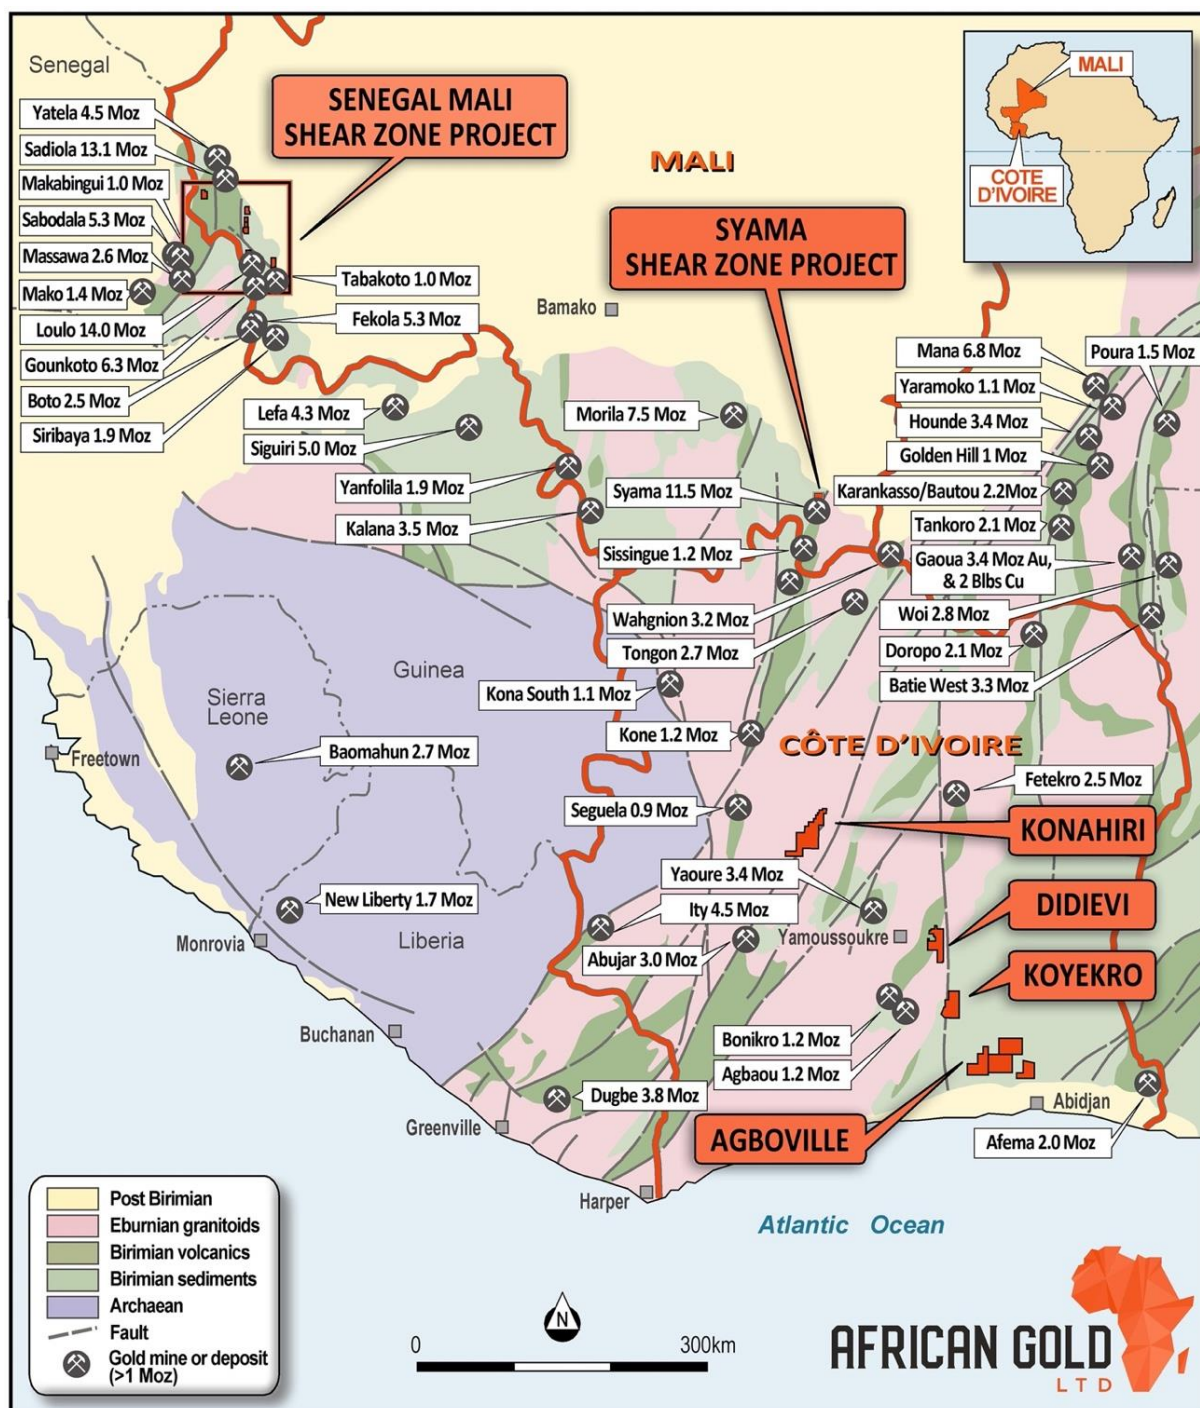 Senegal
SENEGAL MALI
SHEAR ZONE PROJECT
MALI
MALI
COTE
D'IVOIRE
Yatela 4.5 Moz
Sadiola 13.1 Moz
Makabingui 1.0 Moz
Sabodala 5.3 Moz
Massawa 2.6 Moz
Mako 1.4 Moz
Loulo 14.0 Moz
Gounkoto 6.3 Moz
Boto 2.5 Moz
Siribaya 1.9 Moz
Tabakoto 1.0 Moz
Fekola 5.3 Moz
SYAMA
SHEAR ZONE PROJECT
Bamako
Lefa 4.3 Moz
Siguiri 5.0 Moz
Morila 7.5 Moz
Yanfolila 1.9 Moz
Kalana 3.5 Moz
Syama 11.5 Moz
Sissingue 1.2 Moz
Wahgnion 3.2 Moz
Tongon 2.7 Moz
Mana 6.8 Moz
Poura 1.5 Moz
Yaramoko 1.1 Moz
Hounde 3.4 Moz
Golden Hill 1 Moz
Karankasso/Bautou 2.2Moz
Tankoro 2.1 Moz
Gaoua 3.4 Moz Au,
& 2 Blbs Cu
Woi 2.8 Moz
Doropo 2.1 Moz
Batie West 3.3 Moz
Guinea
Sierra
Leone
Kona South 1.1 Moz
Kone 1.2 Moz
CÔTE D'IVOIRE
Freetown
Baomahun 2.7 Moz
Fetekro 2.5 Moz
Seguela 0.9 Moz
KONAHIRI
Yaoure 3.4 Moz
Ity 4.5 Moz
Abujar 3.0 Moz
New Liberty 1.7 Moz
Liberia
Monrovia
Yamoussoukre
DIDIEVI
KOYEKRO
Buchanan
Bonikro 1.2 Moz
Agbaou 1.2 Moz
Dugbe 3.8 Moz
Greenville
Abidjan
AGBOVILLE
Afema 2.0 Moz
Harper
Atlantic Ocean
Post Birimian
Eburnian granitoids
Birimian volcanics
Birimian sediments
Archaean
Fault
Gold mine or deposit
(>1 Moz)
N
0 300km
AFRICAN GOLD
LTD